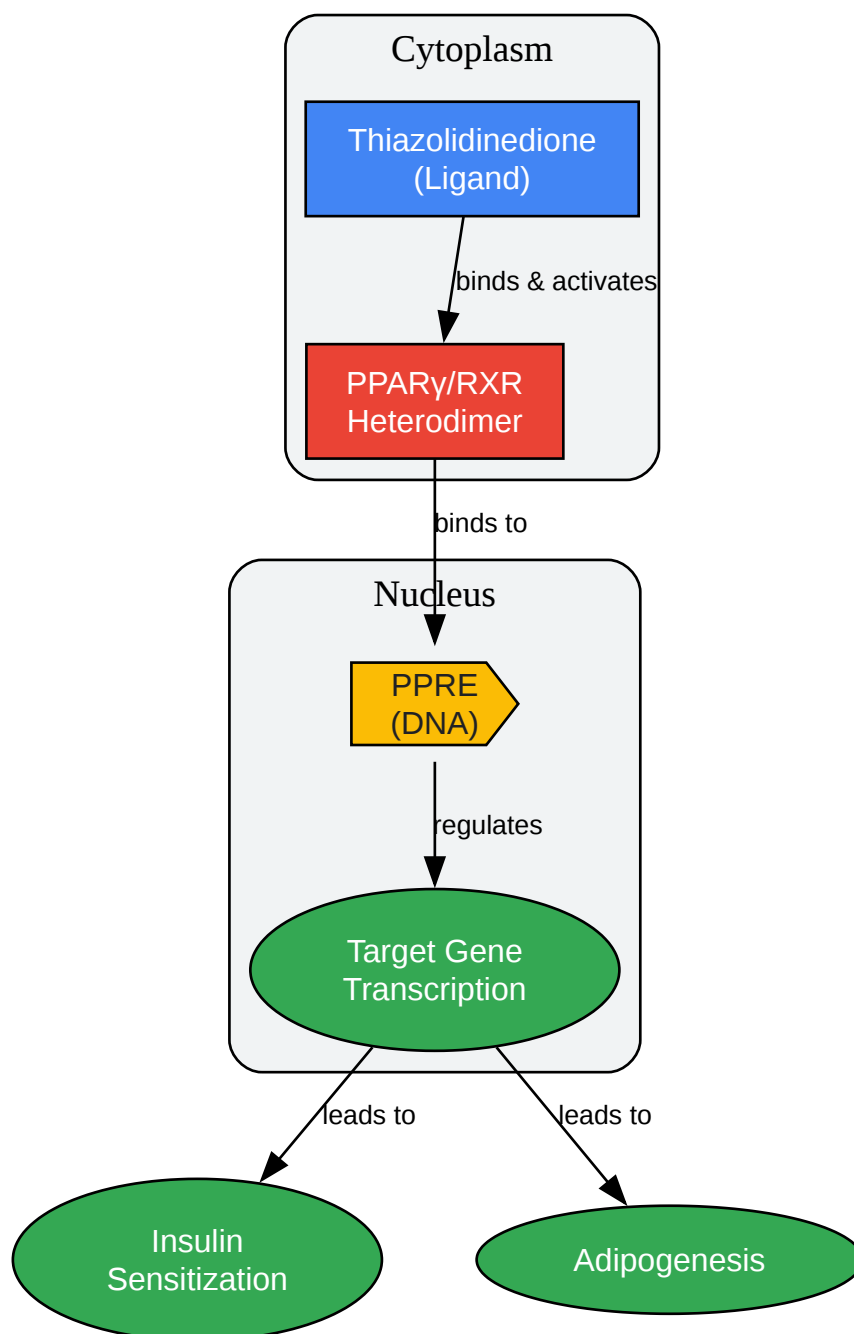 Cytoplasm
Thiazolidinedione
(Ligand)
binds & activates
PPARγ/RXR
Heterodimer
binds to
Nucleus
PPRE
(DNA)
regulates
Target Gene
Transcription
leads to
leads to
Insulin
Sensitization
Adipogenesis